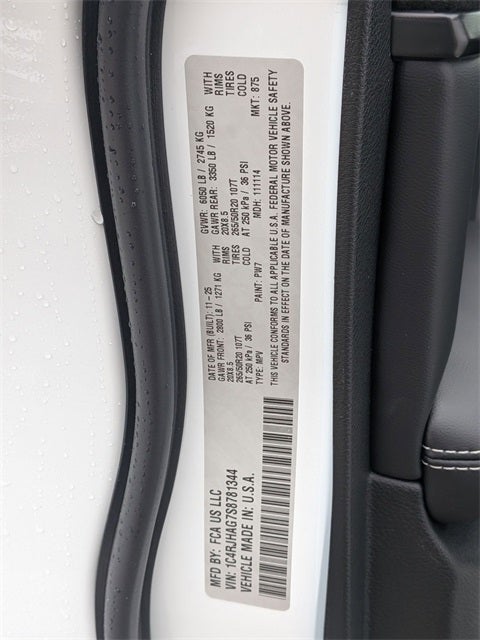 MFD BY: FCA US LLC
VIN: 1C4RJHAG7S8781344
VEHICLE MADE IN: U.S.A.
DATE OF MFR (BUILT): 11-25
GAWR FRONT: 2800 LB / 1271 KG WITH
20X8.5 RIMS
265/50R20 107T TIRES
AT 250 kPa / 36 PSI COLD
TYPE: MPV
PAINT: PW7
GVWR: 6050 LB / 2745 KG
GAWR REAR: 3350 LB / 1520 KG WITH
20X8.5 RIMS
265/50R20 107T TIRES
AT 250 kPa / 36 PSI COLD
MDH: 111114 MKT: 875
THIS VEHICLE CONFORMS TO ALL APPLICABLE U.S.A. FEDERAL MOTOR VEHICLE SAFETY
STANDARDS IN EFFECT ON THE DATE OF MANUFACTURE SHOWN ABOVE.